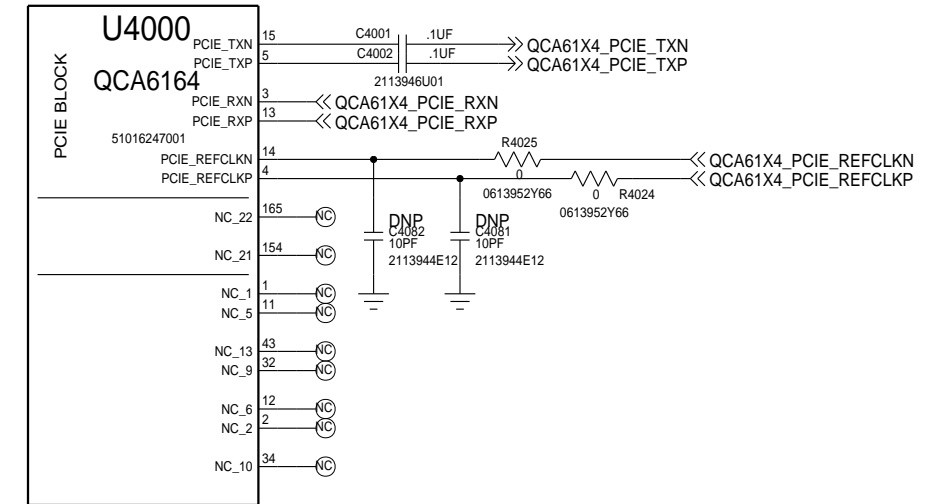 U4000
QCA6164
PCIE BLOCK
51016247001
PCIE_TXN 15 C4001 .1UF QCA61X4_PCIE_TXN
PCIE_TXP 5 C4002 .1UF QCA61X4_PCIE_TXP
2113946U01
PCIE_RXN 3 QCA61X4_PCIE_RXN
PCIE_RXP 13 QCA61X4_PCIE_RXP
R4025
PCIE_REFCLKN 14 QCA61X4_PCIE_REFCLKN
0
PCIE_REFCLKP 4 QCA61X4_PCIE_REFCLKP
0613952Y66
0 R4024
0613952Y66
NC_22 165 NC
DNP
C4082
10PF
2113944E12
DNP
C4081
10PF
2113944E12
NC_21 154 NC
NC_1 1 NC
NC_5 11 NC
NC_13 43 NC
NC_9 32 NC
NC_6 12 NC
NC_2 2 NC
NC_10 34 NC